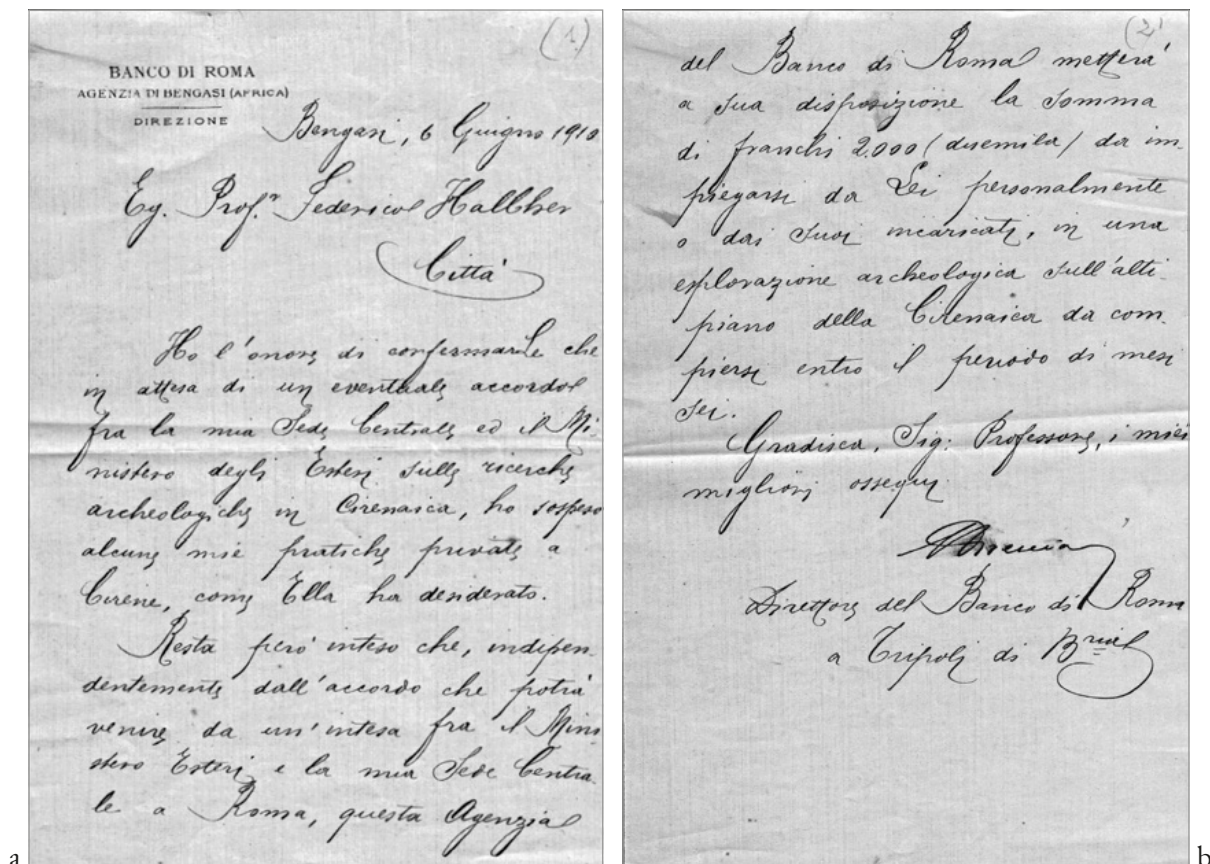 (1)
BANCO DI ROMA
AGENZIA DI BENGASI (AFRICA)
DIREZIONE
Bengasi, 6 Giugno 1910
Eg. Prof.r Federico Halbher
Città
Ho l'onore di confermarLe che
in attesa di un eventuale accordo
fra la mia Sede Centrale ed il Mi-
nistero degli Esteri sulle ricerche
archeologiche in Cirenaica, ho sospeso
alcune mie pratiche private a
Cirene, come Ella ha desiderato.
Resta però inteso che, indipen-
dentemente dall'accordo che potrà
venire da un'intesa fra il Mini
stero Esteri e la mia Sede Centra-
le a Roma, questa Agenzia
a
(2)
del Banco di Roma metterà
a Sua disposizione la somma
di franchi 2.000 (duemila) da im-
piegarsi da Lei personalmente
o dai Suoi incaricati, in una
esplorazione archeologica sull'alti-
piano della Cirenaica da com-
piersi entro il periodo di mesi
sei.
Gradisca, Sig. Professore, i miei
migliori ossequi
Direttore del Banco di Roma
a Tripoli di B.ria
b